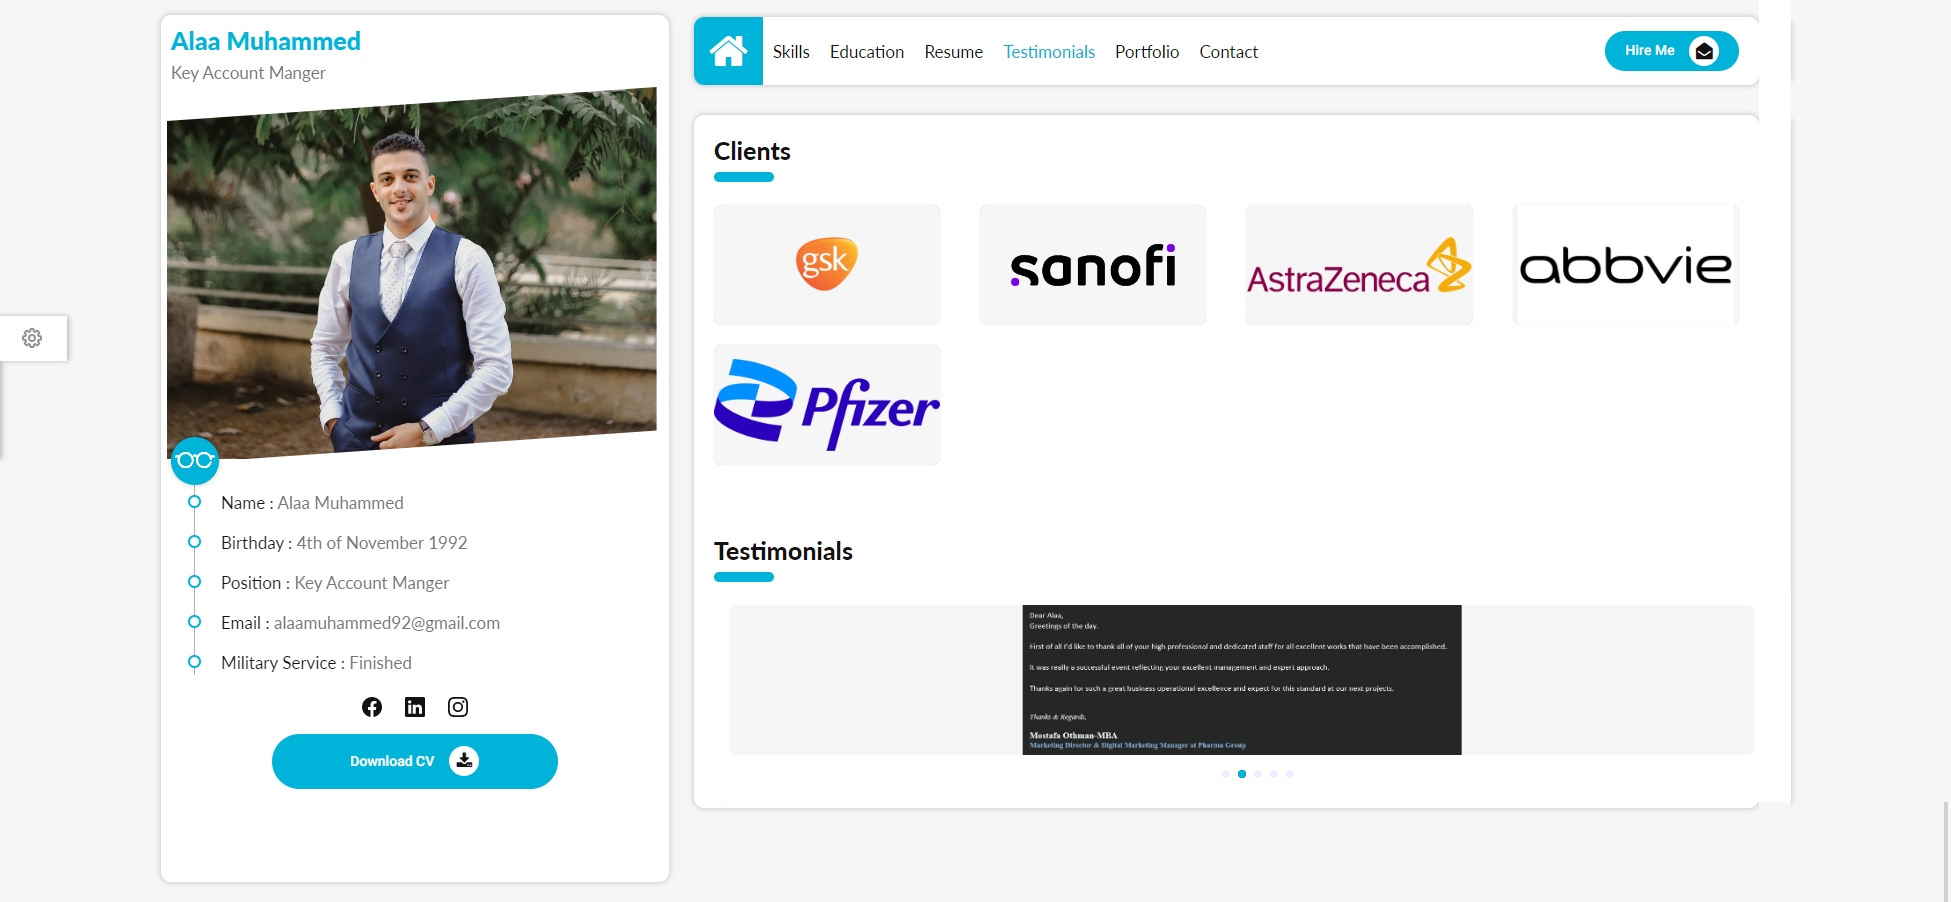 Alaa Muhammed
Key Account Manger
Name : Alaa Muhammed
Birthday : 4th of November 1992
Position : Key Account Manger
Email : alaamuhammed92@gmail.com
Military Service : Finished
Download CV
Skills Education Resume Testimonials Portfolio Contact
Hire Me
Clients
gsk
sanofi
AstraZeneca
abbvie
Pfizer
Testimonials
Dear Alaa,
Greetings of the day.
First of all I'd like to thank all of your high professional and dedicated staff for all excellent works that have been accomplished.
It was really a successful event reflecting your excellent management and expert approach.
Thanks again for such a great business operational excellence and expect for this standard at our next projects.
Thanks & Regards,
Mostafa Othman-MBA
Marketing Director & Digital Marketing Manager at Pharma Group